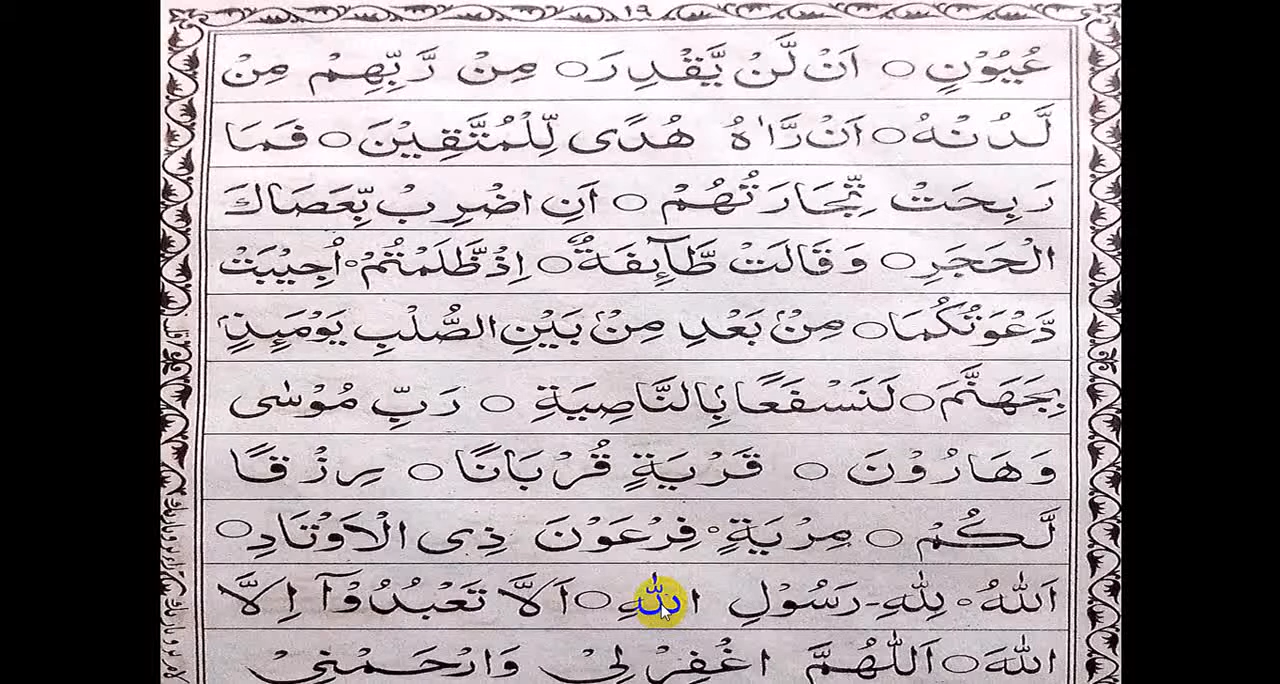 ١٩
عُيُوْنٍ ○ اَنْ لَّنْ يَّقْدِرَ ○ مِنْ رَّبِّهِمْ مِنْ
لَّدُنْهُ ○ اَنْ رَّاٰهُ هُدًى لِّلْمُتَّقِيْنَ ○ فَمَا
رَبِحَتْ تِّجَارَتُهُمْ ○ اَنِ اضْرِبْ بِّعَصَاكَ
الْحَجَرِ ○ وَقَالَتْ طَّآئِفَةٌ ○ اِذْ ظَّلَمْتُمْ ○ اُجِيْبَتْ
دَّعْوَتُكُمَا ○ مِنْۢ بَعْدِ مِنْۢ بَيْنِ الصُّلْبِ يَوْمَئِذٍۢ
بِجَهَنَّمَ ○ لَنَسْفَعًاۢ بِالنَّاصِيَةِ ○ رَبِّ مُوْسٰى
وَهَارُوْنَ ○ قَرْيَةٍ قُرْبَانًا ○ رِزْقًا
لَّكُمْ ○ مِرْيَةٍ ○ فِرْعَوْنَ ذِى الْاَوْتَادِ ○
اَللّٰهُ ○ لِلّٰهِ - رَسُوْلِ اللّٰهِ ○ اَلَّا تَعْبُدُوْآ اِلَّا
اللّٰهَ ○ اَللّٰهُمَّ اغْفِرْ لِيْ وَارْحَمْنِيْ